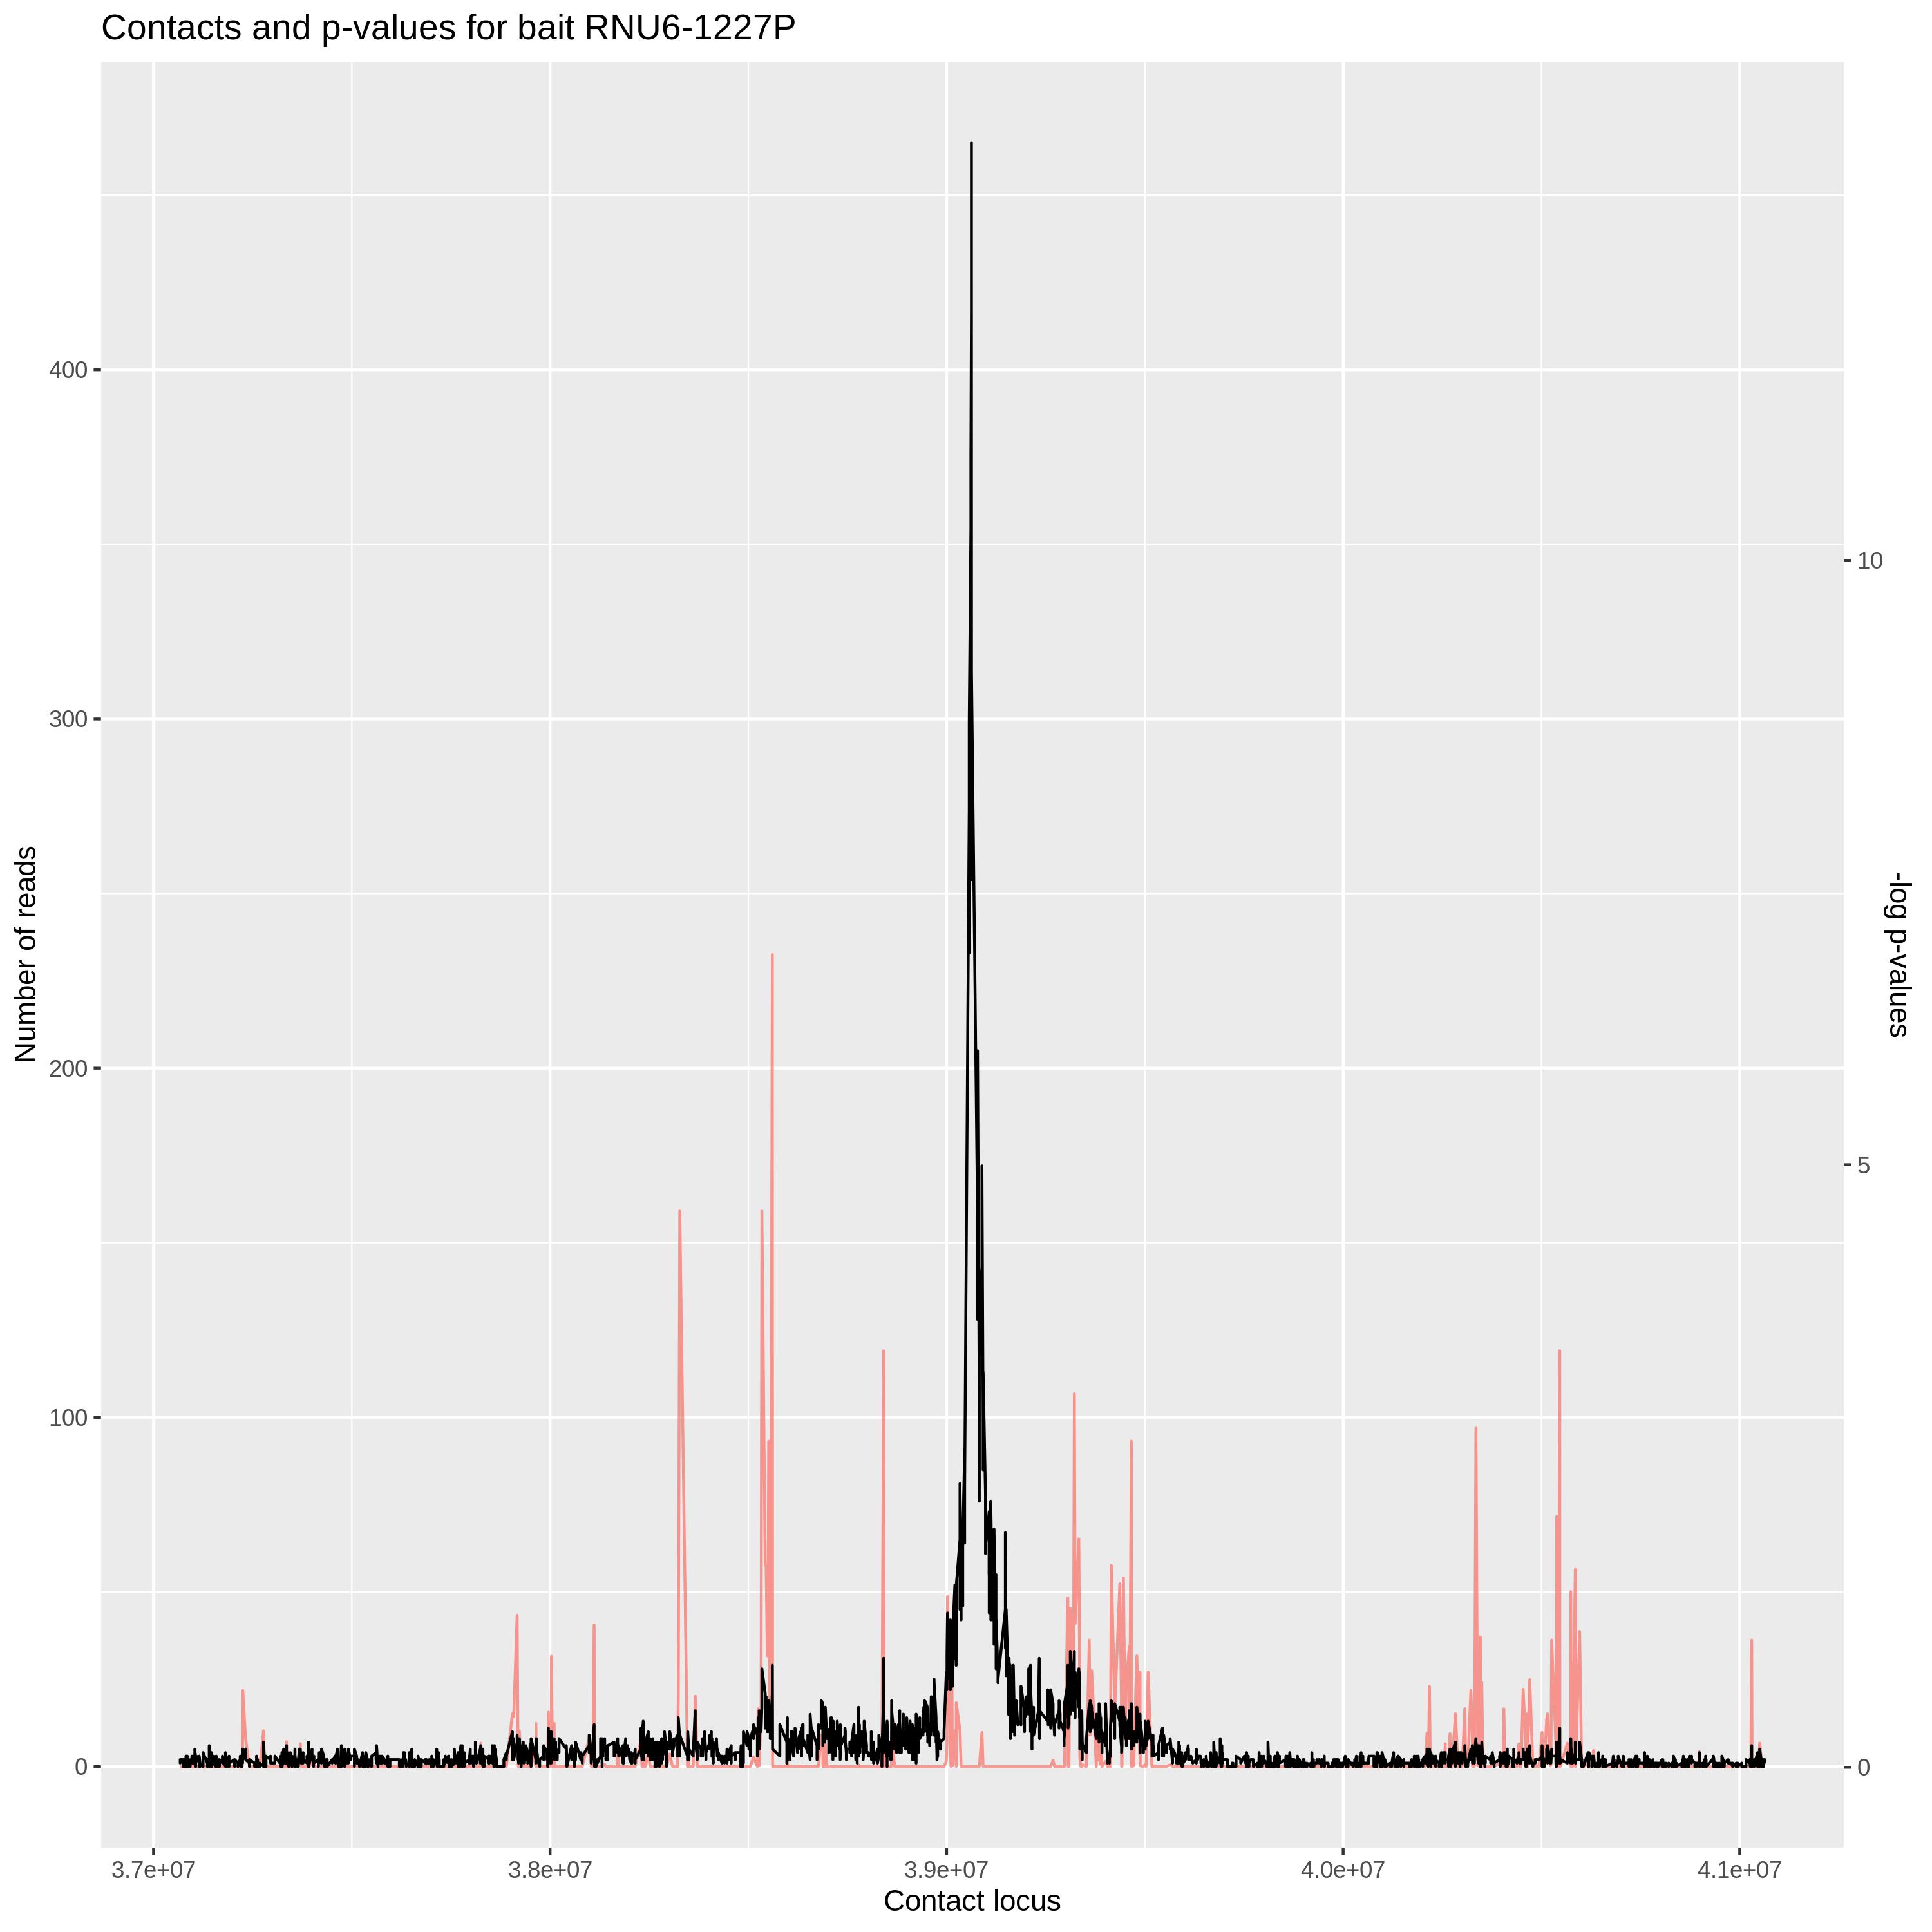 Contacts and p-values for bait RNU6-1227P
Number of reads
400
300
200
100
0
10
5
0
-log p-values
3.7e+07
3.8e+07
3.9e+07
4.0e+07
4.1e+07
Contact locus